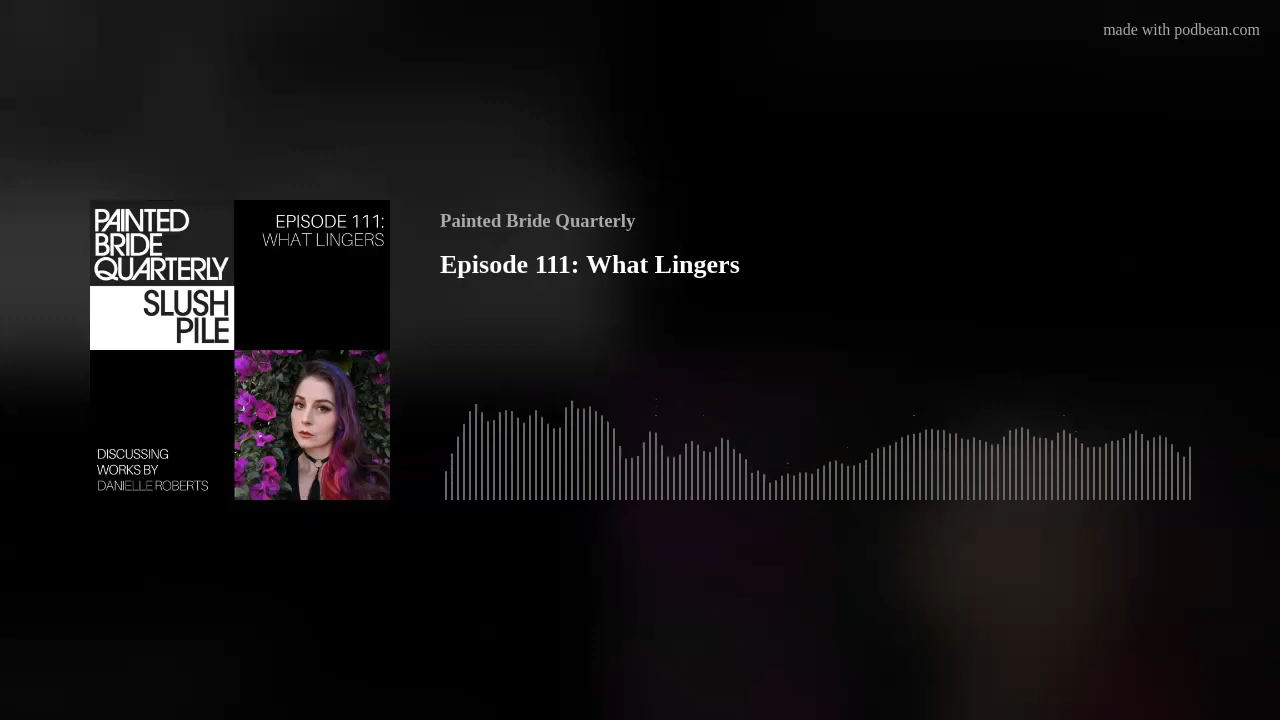 made with podbean.com
PAINTED
BRIDE
QUARTERLY
SLUSH
PILE
EPISODE 111:
WHAT LINGERS
DISCUSSING
WORKS BY
DANIELLE ROBERTS
Painted Bride Quarterly
Episode 111: What Lingers